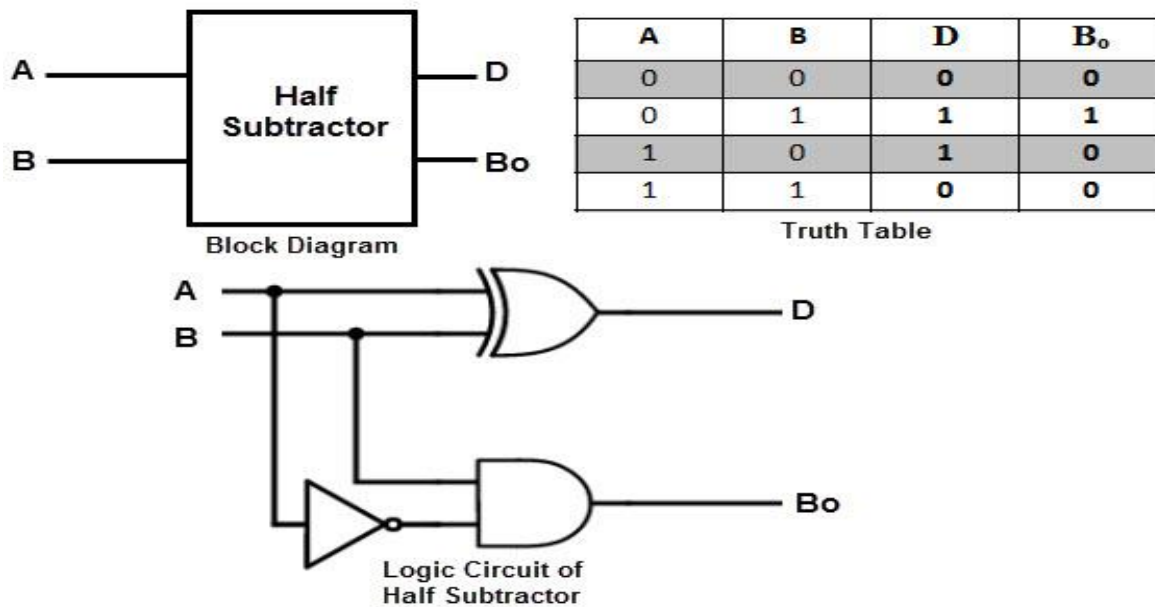 A
B
Half
Subtractor
D
Bo
Block Diagram
A B D Bₒ
0 0 0 0
0 1 1 1
1 0 1 0
1 1 0 0
Truth Table
A
B
D
Bo
Logic Circuit of
Half Subtractor